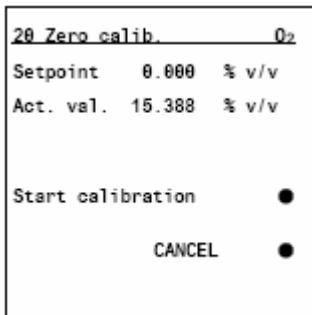 20 Zero calib. O₂
Setpoint 0.000 % v/v
Act. val. 15.388 % v/v
Start calibration
CANCEL